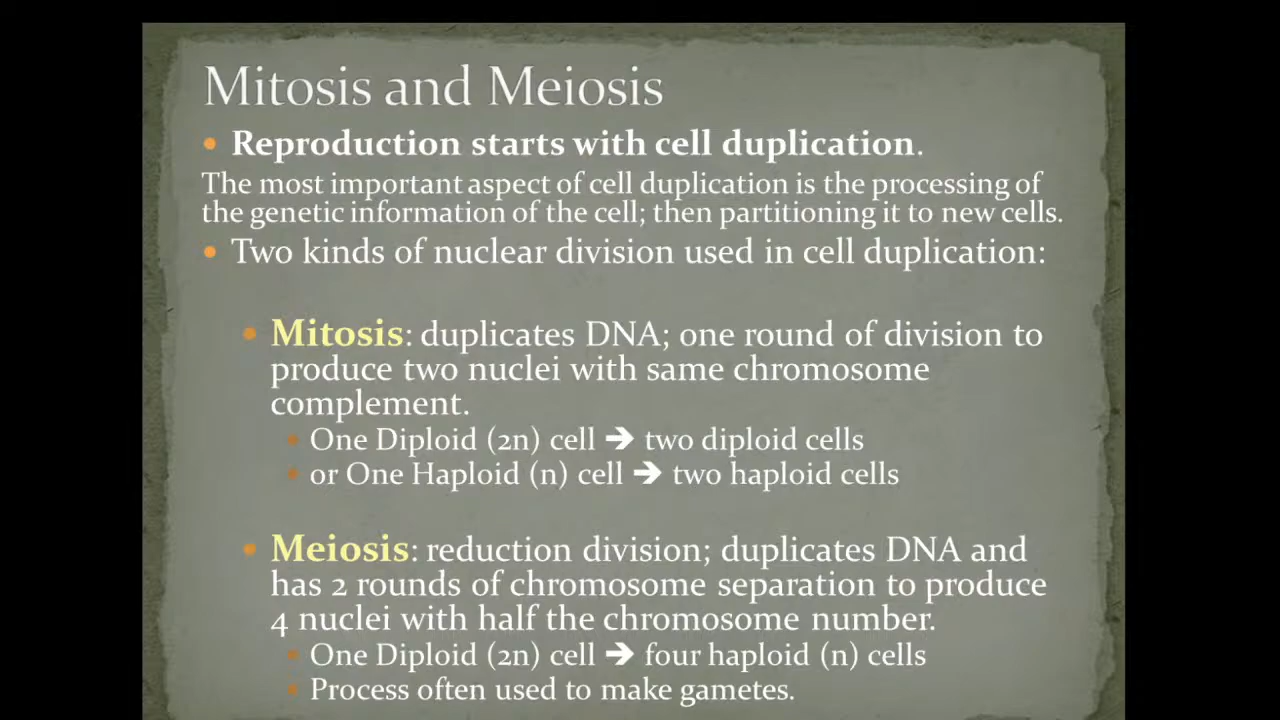 Mitosis and Meiosis
• Reproduction starts with cell duplication.
The most important aspect of cell duplication is the processing of
the genetic information of the cell; then partitioning it to new cells.
• Two kinds of nuclear division used in cell duplication:
• Mitosis: duplicates DNA; one round of division to
produce two nuclei with same chromosome
complement.
• One Diploid (2n) cell ➔ two diploid cells
• or One Haploid (n) cell ➔ two haploid cells
• Meiosis: reduction division; duplicates DNA and
has 2 rounds of chromosome separation to produce
4 nuclei with half the chromosome number.
• One Diploid (2n) cell ➔ four haploid (n) cells
• Process often used to make gametes.